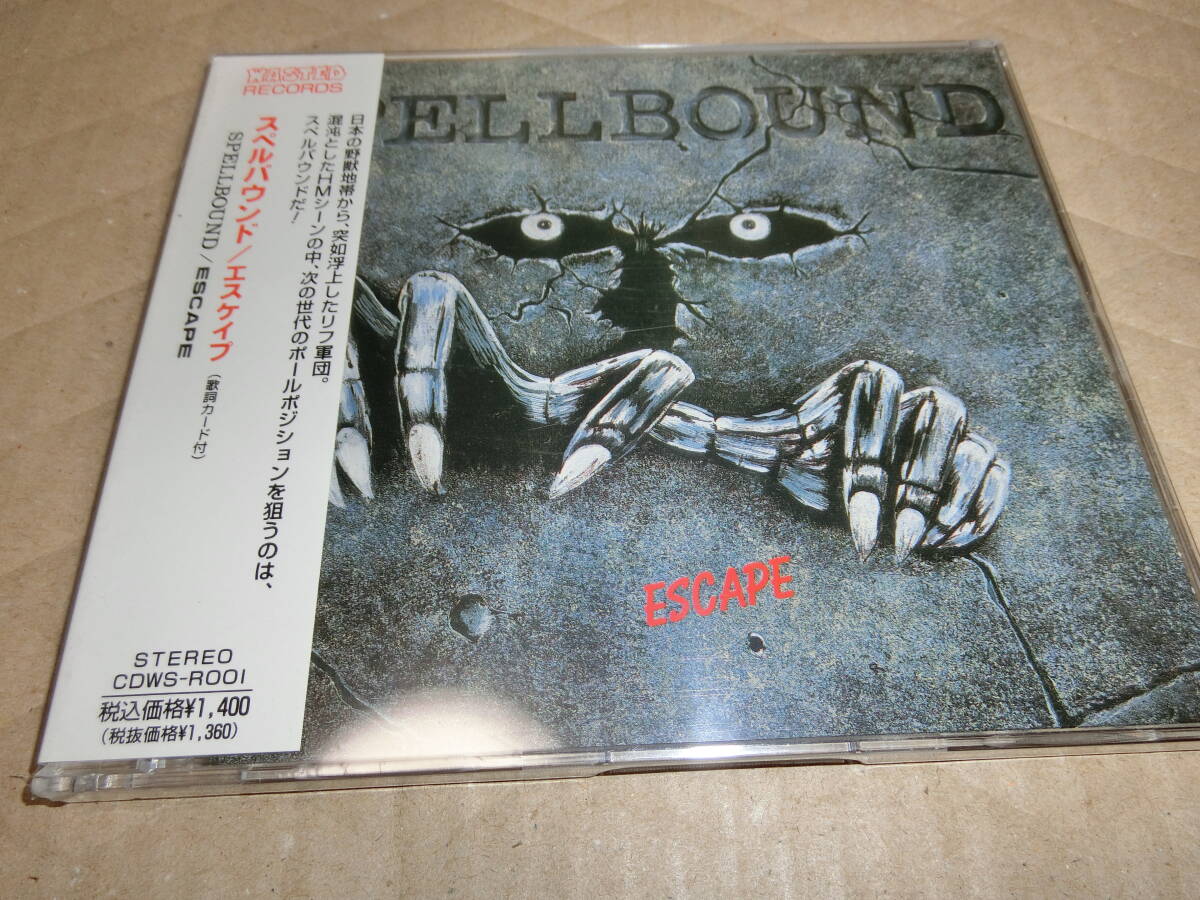 WASTED
RECORDS
スペルバウンド/エスケイプ
(歌詞カード付)
SPELLBOUND/ESCAPE
日本の野獣地帯から、突如浮上したリフ軍団。
混沌としたHMシーンの中、次の世代のポールポジションを狙うのは、
スペルバウンドだ!
STEREO
CDWS-R001
税込価格¥1,400
(税抜価格¥1,360)
PELLBOUND
ESCAPE